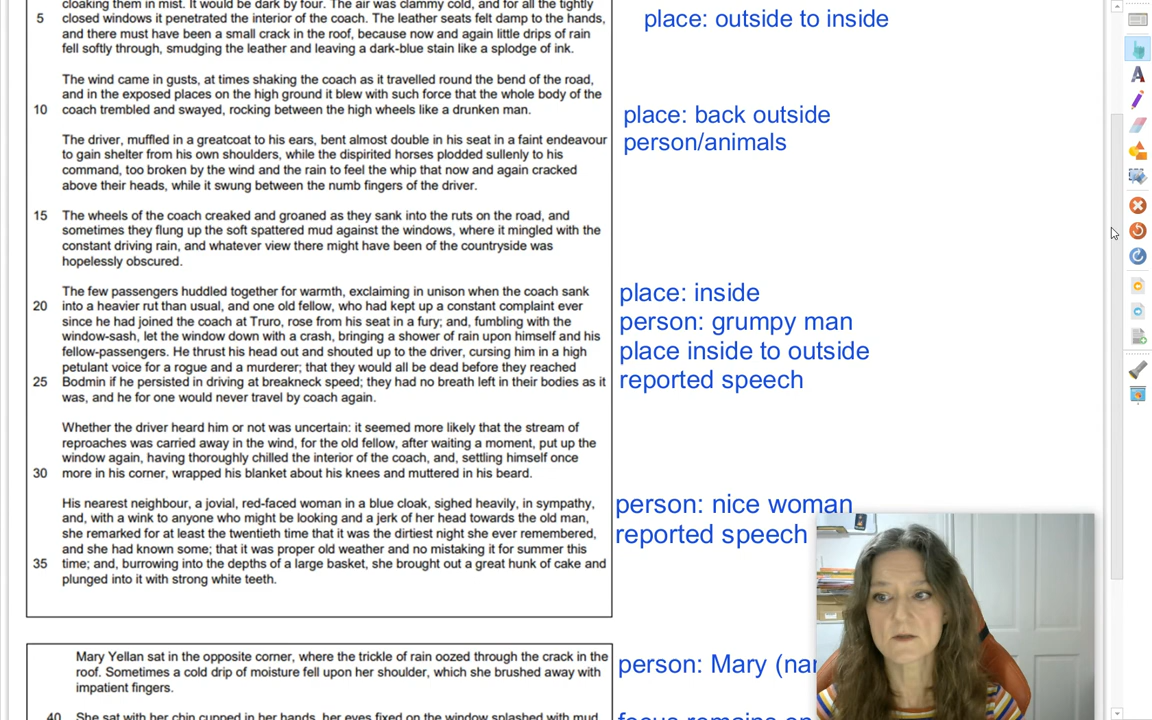 cloaking them in mist. It would be dark by four. The air was clammy cold, and for all the tightly
5 closed windows it penetrated the interior of the coach. The leather seats felt damp to the hands,
and there must have been a small crack in the roof, because now and again little drips of rain
fell softly through, smudging the leather and leaving a dark-blue stain like a splodge of ink.
place: outside to inside
The wind came in gusts, at times shaking the coach as it travelled round the bend of the road,
and in the exposed places on the high ground it blew with such force that the whole body of the
10 coach trembled and swayed, rocking between the high wheels like a drunken man.
place: back outside
person/animals
The driver, muffled in a greatcoat to his ears, bent almost double in his seat in a faint endeavour
to gain shelter from his own shoulders, while the dispirited horses plodded sullenly to his
command, too broken by the wind and the rain to feel the whip that now and again cracked
above their heads, while it swung between the numb fingers of the driver.
15 The wheels of the coach creaked and groaned as they sank into the ruts on the road, and
sometimes they flung up the soft spattered mud against the windows, where it mingled with the
constant driving rain, and whatever view there might have been of the countryside was
hopelessly obscured.
The few passengers huddled together for warmth, exclaiming in unison when the coach sank
20 into a heavier rut than usual, and one old fellow, who had kept up a constant complaint ever
since he had joined the coach at Truro, rose from his seat in a fury; and, fumbling with the
window-sash, let the window down with a crash, bringing a shower of rain upon himself and his
fellow-passengers. He thrust his head out and shouted up to the driver, cursing him in a high
petulant voice for a rogue and a murderer; that they would all be dead before they reached
25 Bodmin if he persisted in driving at breakneck speed; they had no breath left in their bodies as it
was, and he for one would never travel by coach again.
place: inside
person: grumpy man
place inside to outside
reported speech
Whether the driver heard him or not was uncertain: it seemed more likely that the stream of
reproaches was carried away in the wind, for the old fellow, after waiting a moment, put up the
window again, having thoroughly chilled the interior of the coach, and, settling himself once
30 more in his corner, wrapped his blanket about his knees and muttered in his beard.
His nearest neighbour, a jovial, red-faced woman in a blue cloak, sighed heavily, in sympathy,
and, with a wink to anyone who might be looking and a jerk of her head towards the old man,
she remarked for at least the twentieth time that it was the dirtiest night she ever remembered,
and she had known some; that it was proper old weather and no mistaking it for summer this
35 time; and, burrowing into the depths of a large basket, she brought out a great hunk of cake and
plunged into it with strong white teeth.
person: nice woman
reported speech
Mary Yellan sat in the opposite corner, where the trickle of rain oozed through the crack in the
roof. Sometimes a cold drip of moisture fell upon her shoulder, which she brushed away with
impatient fingers.
person: Mary
40 She sat with her chin cupped in her hands, her eyes fixed on the window splashed with mud
focus remains on